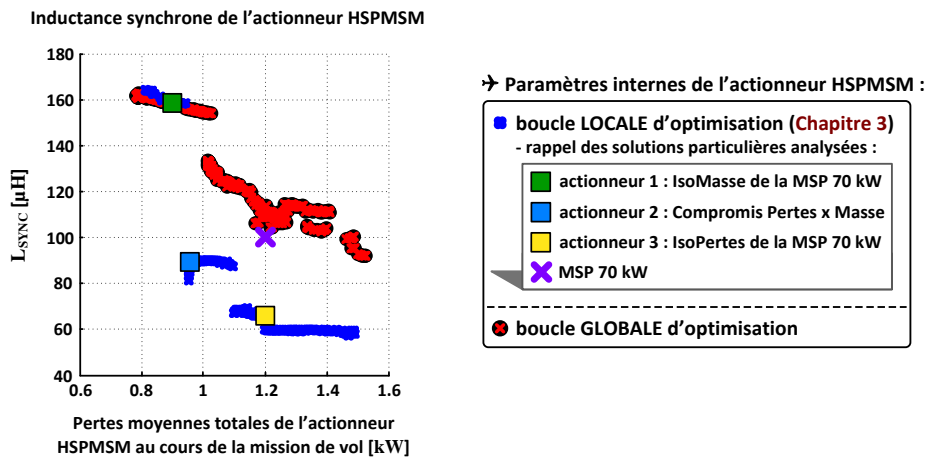 Inductance synchrone de l’actionneur HSPMSM
180
160
140
120
100
80
60
40
L_SYNC [µH]
0.6 0.8 1 1.2 1.4 1.6
Pertes moyennes totales de l’actionneur
HSPMSM au cours de la mission de vol [kW]
✈ Paramètres internes de l’actionneur HSPMSM :
boucle LOCALE d’optimisation (Chapitre 3)
- rappel des solutions particulières analysées :
actionneur 1 : IsoMasse de la MSP 70 kW
actionneur 2 : Compromis Pertes x Masse
actionneur 3 : IsoPertes de la MSP 70 kW
MSP 70 kW
boucle GLOBALE d’optimisation